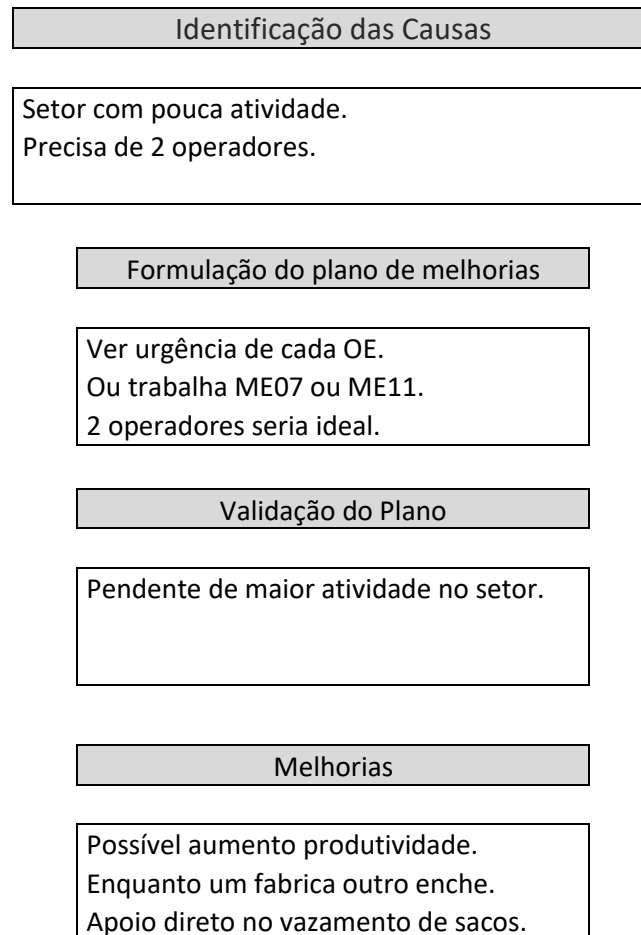 Identificação das Causas
Setor com pouca atividade.
Precisa de 2 operadores.
Formulação do plano de melhorias
Ver urgência de cada OE.
Ou trabalha ME07 ou ME11.
2 operadores seria ideal.
Validação do Plano
Pendente de maior atividade no setor.
Melhorias
Possível aumento produtividade.
Enquanto um fabrica outro enche.
Apoio direto no vazamento de sacos.